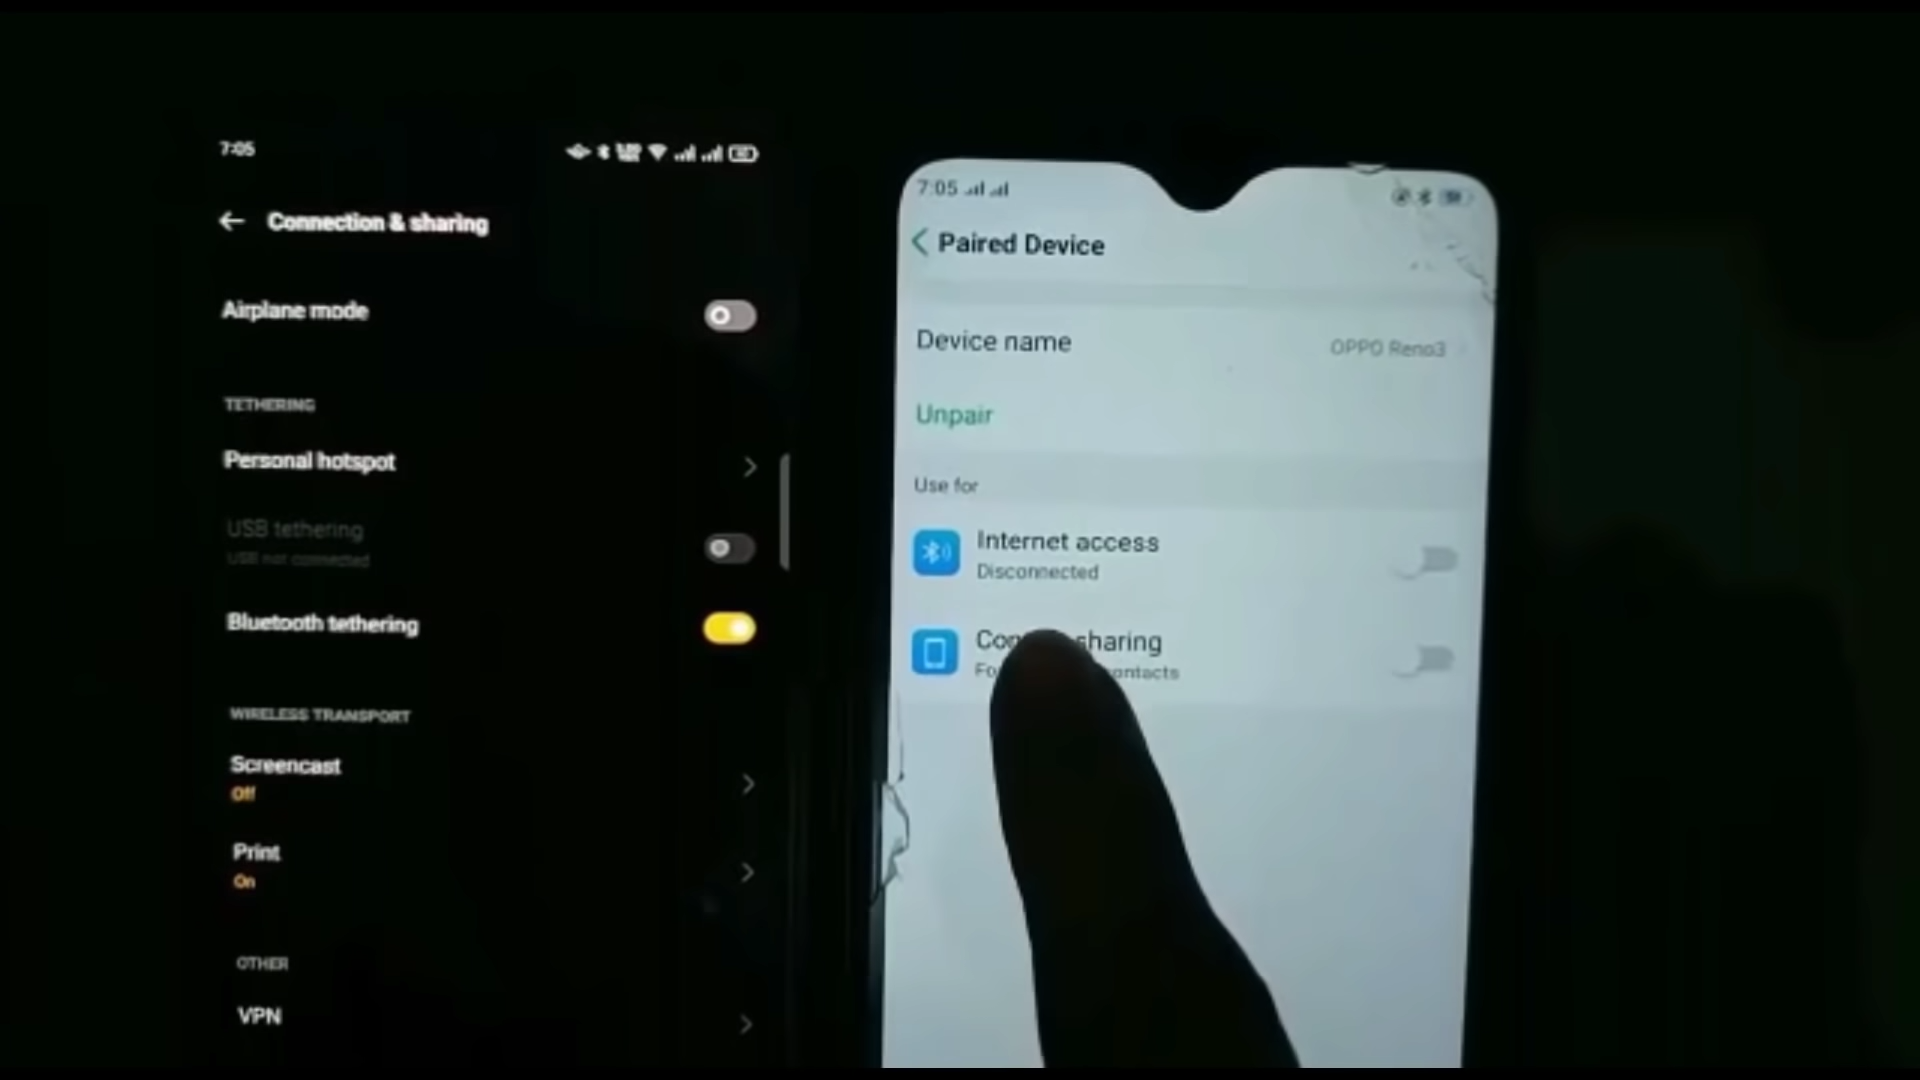 7:05
Connection & sharing
Airplane mode
TETHERING
Personal hotspot
USB tethering
USB not connected
Bluetooth tethering
WIRELESS TRANSPORT
Screencast
Off
Print
On
OTHER
VPN
7:05
Paired Device
Device name
OPPO Reno3
Unpair
Use for
Internet access
Disconnected
sharing